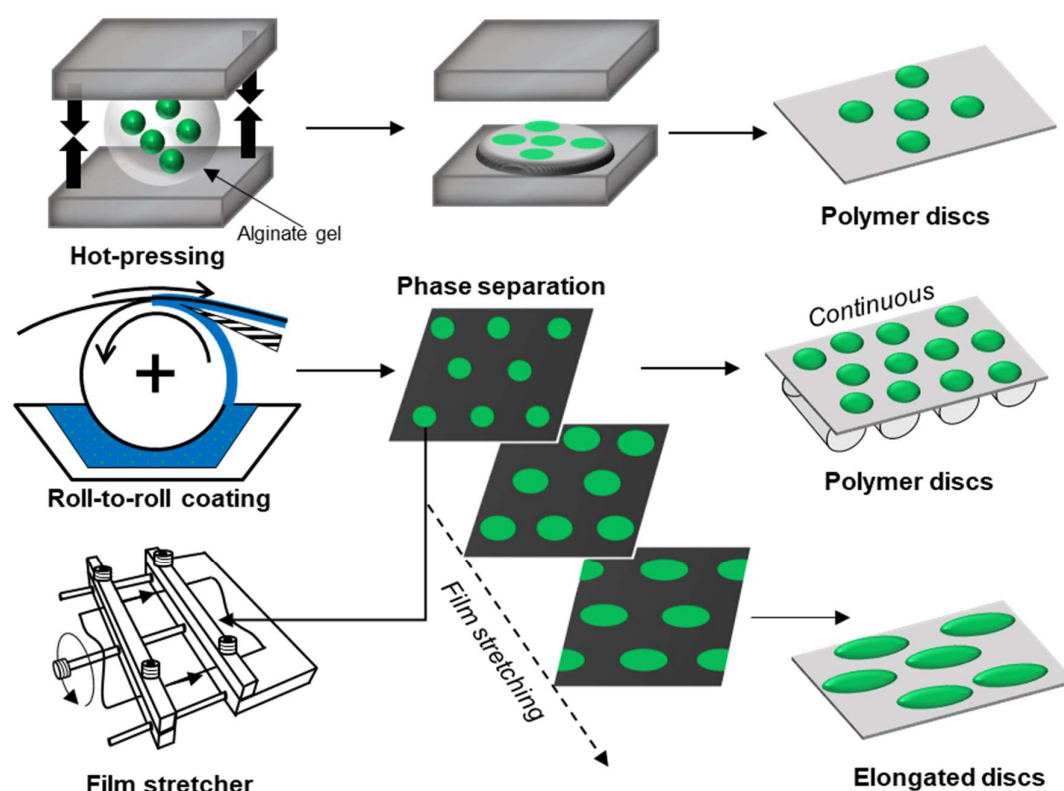 Alginate gel
Hot-pressing
Polymer discs
Phase separation
Continuous
Roll-to-roll coating
Polymer discs
Film stretching
Film stretcher
Elongated discs